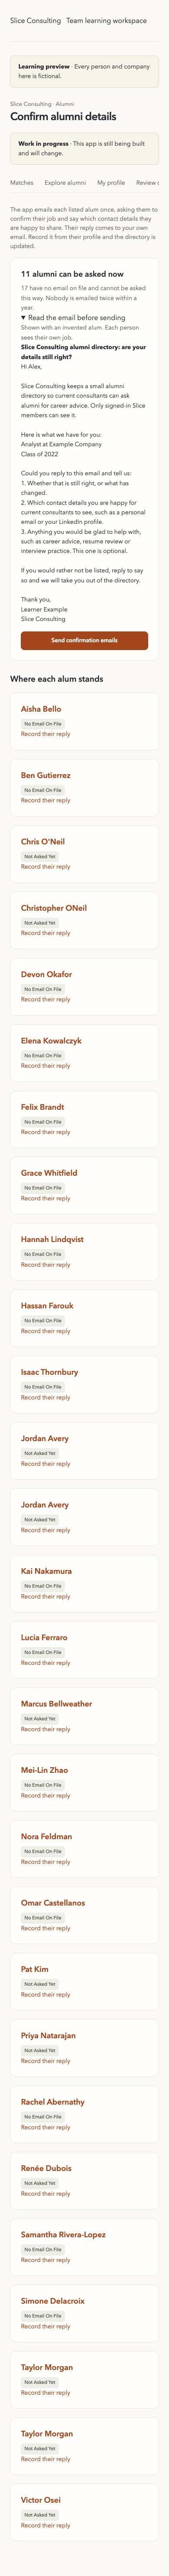 Slice Consulting Team learning workspace
Learning preview · Every person and company
here is fictional.
Slice Consulting · Alumni
Confirm alumni details
Work in progress · This app is still being built
and will change.
Matches Explore alumni My profile Review c
The app emails each listed alum once, asking them to
confirm their job and say which contact details they
are happy to share. Their reply comes to your own
email. Record it from their profile and the directory is
updated.
11 alumni can be asked now
17 have no email on file and cannot be asked
this way. Nobody is emailed twice within a
year.
▼ Read the email before sending
Shown with an invented alum. Each person
sees their own job.
Slice Consulting alumni directory: are your
details still right?
Hi Alex,
Slice Consulting keeps a small alumni
directory so current consultants can ask
alumni for career advice. Only signed-in Slice
members can see it.
Here is what we have for you:
Analyst at Example Company
Class of 2022
Could you reply to this email and tell us:
1. Whether that is still right, or what has
changed.
2. Which contact details you are happy for
current consultants to see, such as a personal
email or your LinkedIn profile.
3. Anything you would be glad to help with,
such as career advice, resume review or
interview practice. This is optional.
If you would rather not be listed, reply to say
so and we will take you out of the directory.
Thank you,
Learner Example
Slice Consulting
Send confirmation emails
Where each alum stands
Aisha Bello
No Email On File
Record their reply
Ben Gutierrez
No Email On File
Record their reply
Chris O'Neil
Not Asked Yet
Record their reply
Christopher ONeil
Not Asked Yet
Record their reply
Devon Okafor
No Email On File
Record their reply
Elena Kowalczyk
No Email On File
Record their reply
Felix Brandt
No Email On File
Record their reply
Grace Whitfield
No Email On File
Record their reply
Hannah Lindqvist
No Email On File
Record their reply
Hassan Farouk
No Email On File
Record their reply
Isaac Thornbury
No Email On File
Record their reply
Jordan Avery
Not Asked Yet
Record their reply
Jordan Avery
Not Asked Yet
Record their reply
Kai Nakamura
No Email On File
Record their reply
Lucia Ferraro
No Email On File
Record their reply
Marcus Bellweather
Not Asked Yet
Record their reply
Mei-Lin Zhao
No Email On File
Record their reply
Nora Feldman
No Email On File
Record their reply
Omar Castellanos
No Email On File
Record their reply
Pat Kim
Not Asked Yet
Record their reply
Priya Natarajan
Not Asked Yet
Record their reply
Rachel Abernathy
No Email On File
Record their reply
Renée Dubois
Not Asked Yet
Record their reply
Samantha Rivera-Lopez
No Email On File
Record their reply
Simone Delacroix
No Email On File
Record their reply
Taylor Morgan
Not Asked Yet
Record their reply
Taylor Morgan
Not Asked Yet
Record their reply
Victor Osei
Not Asked Yet
Record their reply